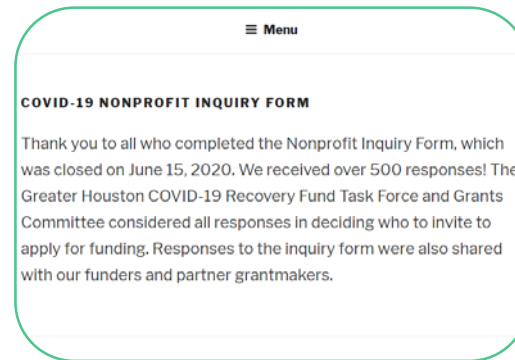 ≡ Menu
COVID-19 NONPROFIT INQUIRY FORM
Thank you to all who completed the Nonprofit Inquiry Form, which
was closed on June 15, 2020. We received over 500 responses! The
Greater Houston COVID-19 Recovery Fund Task Force and Grants
Committee considered all responses in deciding who to invite to
apply for funding. Responses to the inquiry form were also shared
with our funders and partner grantmakers.